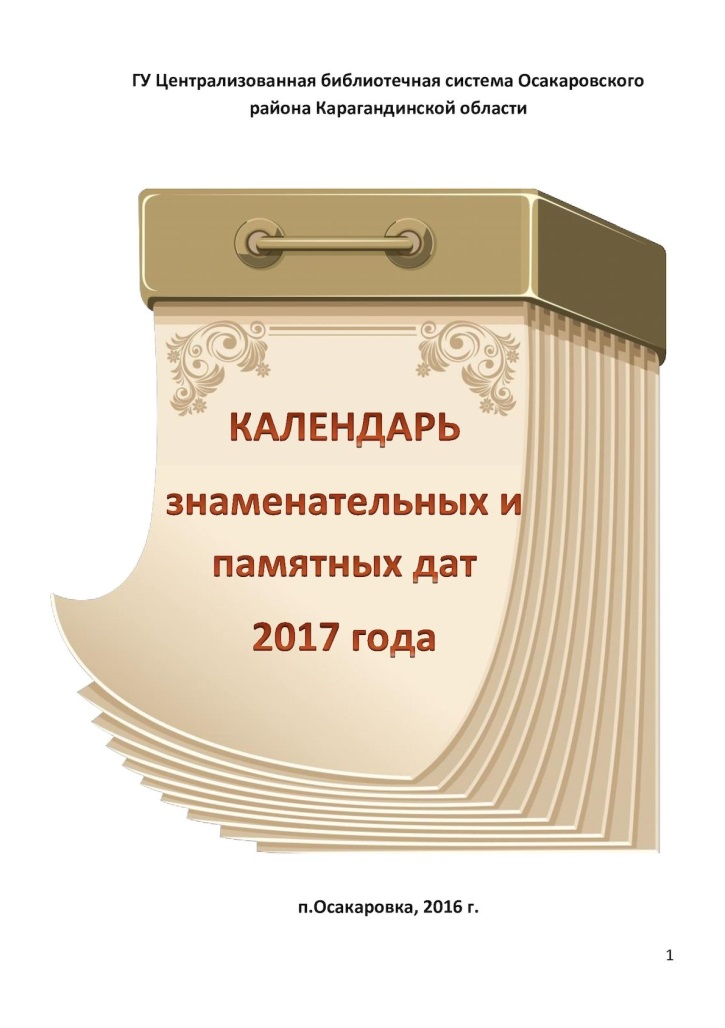 ГУ Централизованная библиотечная система Осакаровского
района Карагандинской области
КАЛЕНДАРЬ
знаменательных и
памятных дат
2017 года
п.Осакаровка, 2016 г.
1